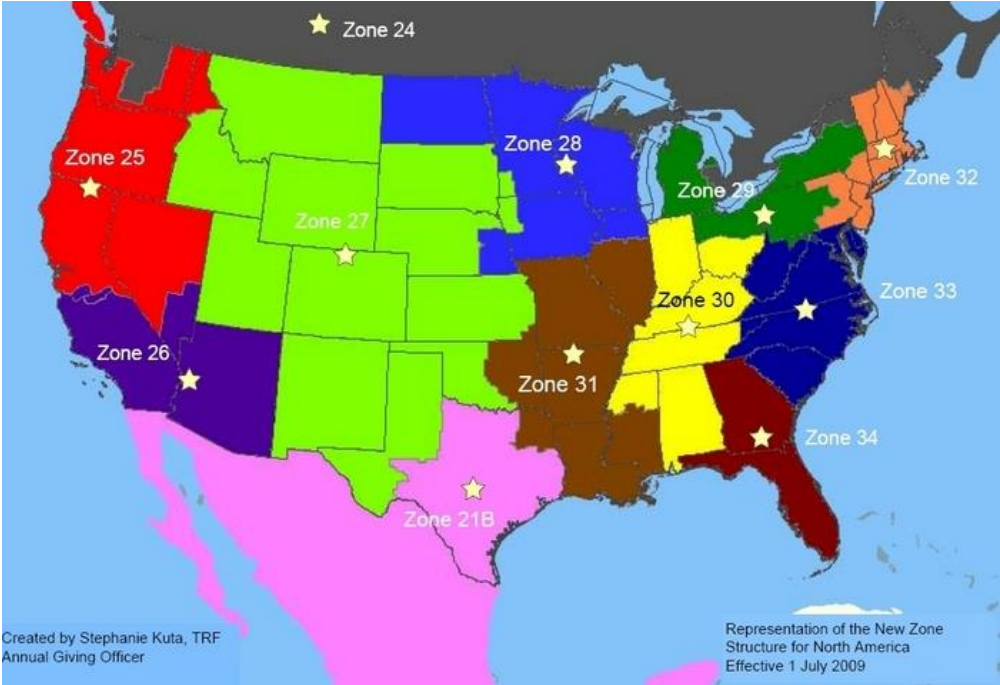 Zone 24
Zone 28
Zone 25
Zone 29
Zone 32
Zone 27
Zone 33
Zone 30
Zone 26
Zone 31
Zone 34
Zone 21B
Created by Stephanie Kuta, TRF
Annual Giving Officer
Representation of the New Zone
Structure for North America
Effective 1 July 2009